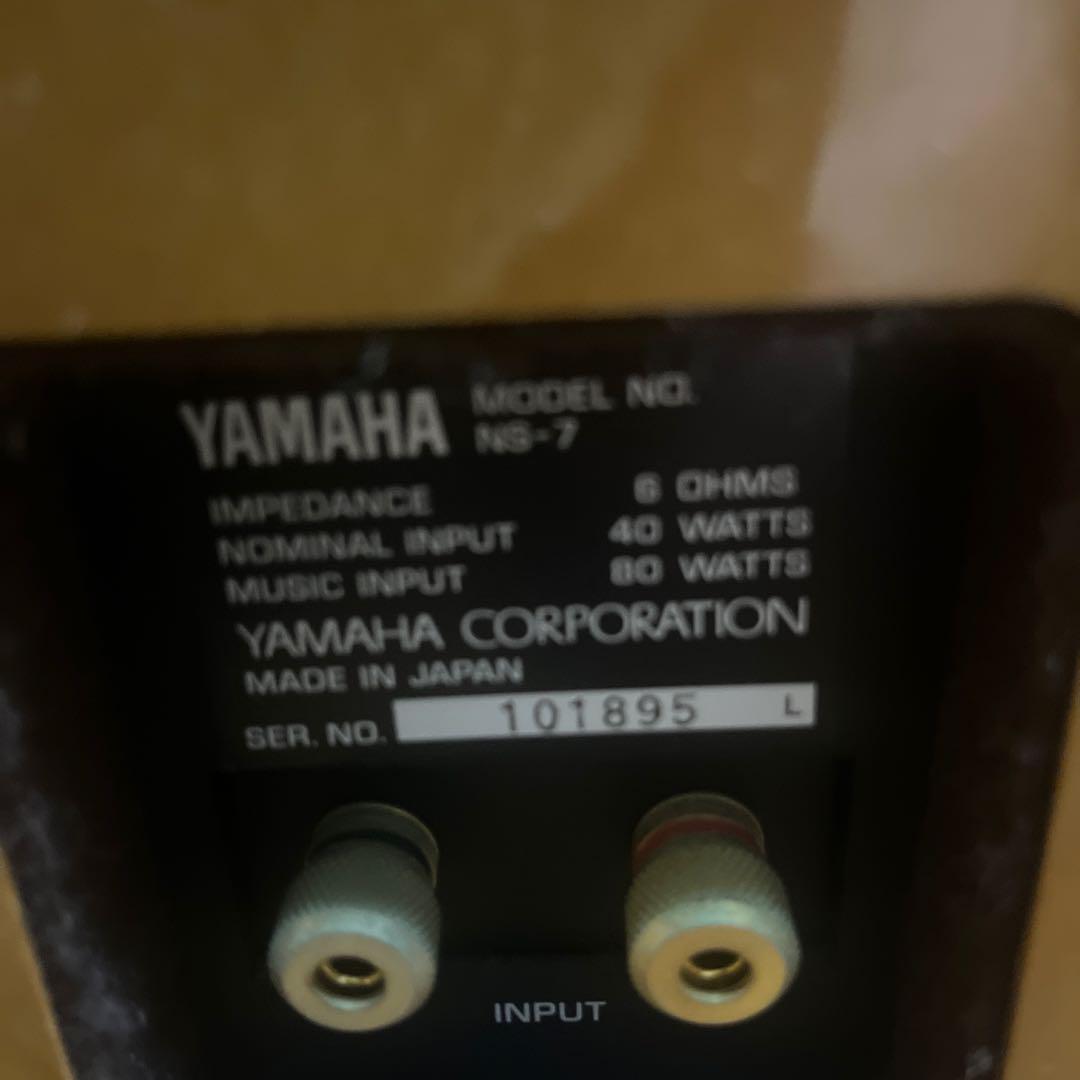 YAMAHA MODEL NO.
NS-7
IMPEDANCE 6 OHMS
NOMINAL INPUT 40 WATTS
MUSIC INPUT 80 WATTS
YAMAHA CORPORATION
MADE IN JAPAN
SER. NO. 101895 L
INPUT